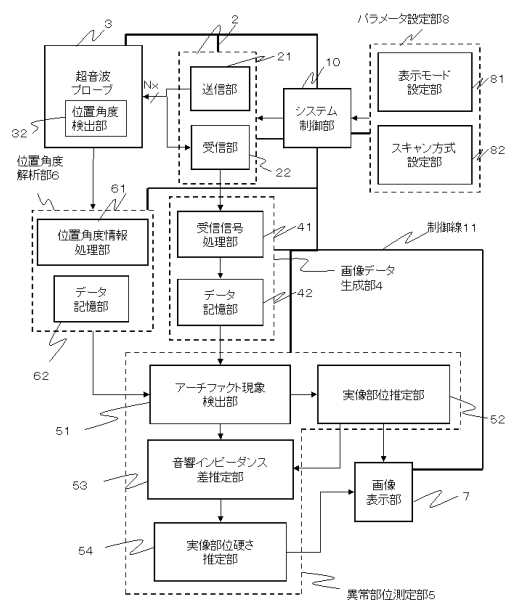 パラメータ設定部8
3
2
21
10
81
超音波
プローブ
Nx
送信部
表示モード
設定部
システム
制御部
32
位置角度
検出部
受信部
スキャン方式
設定部
82
22
位置角度
解析部6
61
41
制御線11
位置角度情報
処理部
受信信号
処理部
画像データ
生成部4
データ
記憶部
データ
記憶部
42
62
アーチファクト現象
検出部
実像部位推定部
52
51
音響インピーダンス
差推定部
画像
表示部
53
7
実像部位硬さ
推定部
54
異常部位測定部5